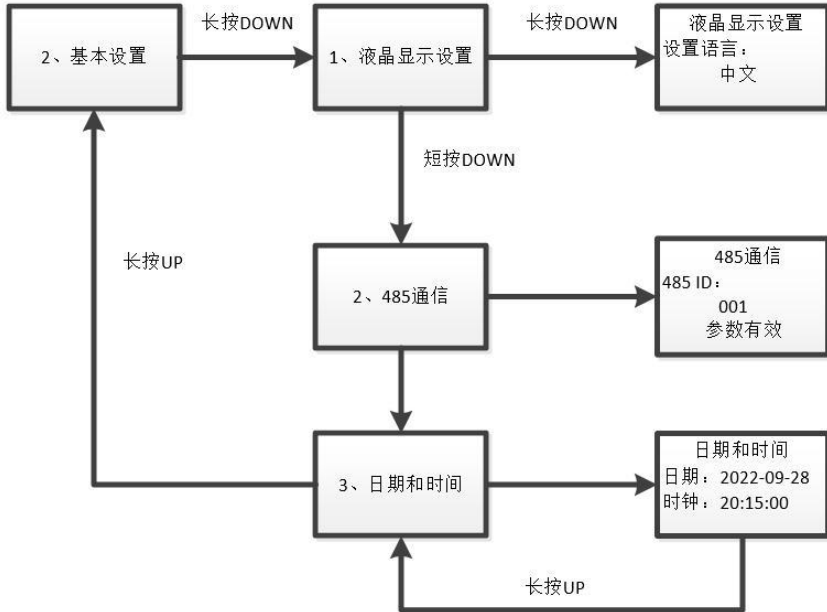 长按DOWN
长按DOWN
2、基本设置
1、液晶显示设置
液晶显示设置
设置语言：
中文
短按DOWN
长按UP
2、485通信
485通信
485 ID：
001
参数有效
3、日期和时间
日期和时间
日期：2022-09-28
时钟：20:15:00
长按UP